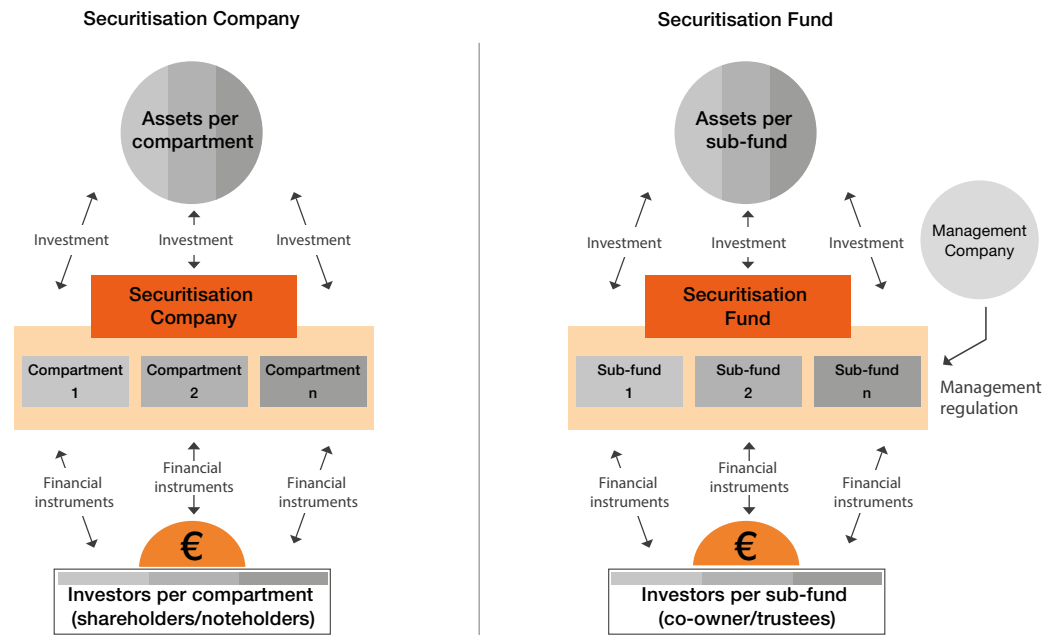 Securitisation Company
Assets per
compartment
Investment
Investment
Investment
Securitisation
Company
Compartment
1
Compartment
2
Compartment
n
Financial
instruments
Financial
instruments
Financial
instruments
€
Investors per compartment
(shareholders/noteholders)
Securitisation Fund
Assets per
sub-fund
Management
Company
Investment
Investment
Investment
Securitisation
Fund
Sub-fund
1
Sub-fund
2
Sub-fund
n
Management
regulation
Financial
instruments
Financial
instruments
Financial
instruments
€
Investors per sub-fund
(co-owner/trustees)